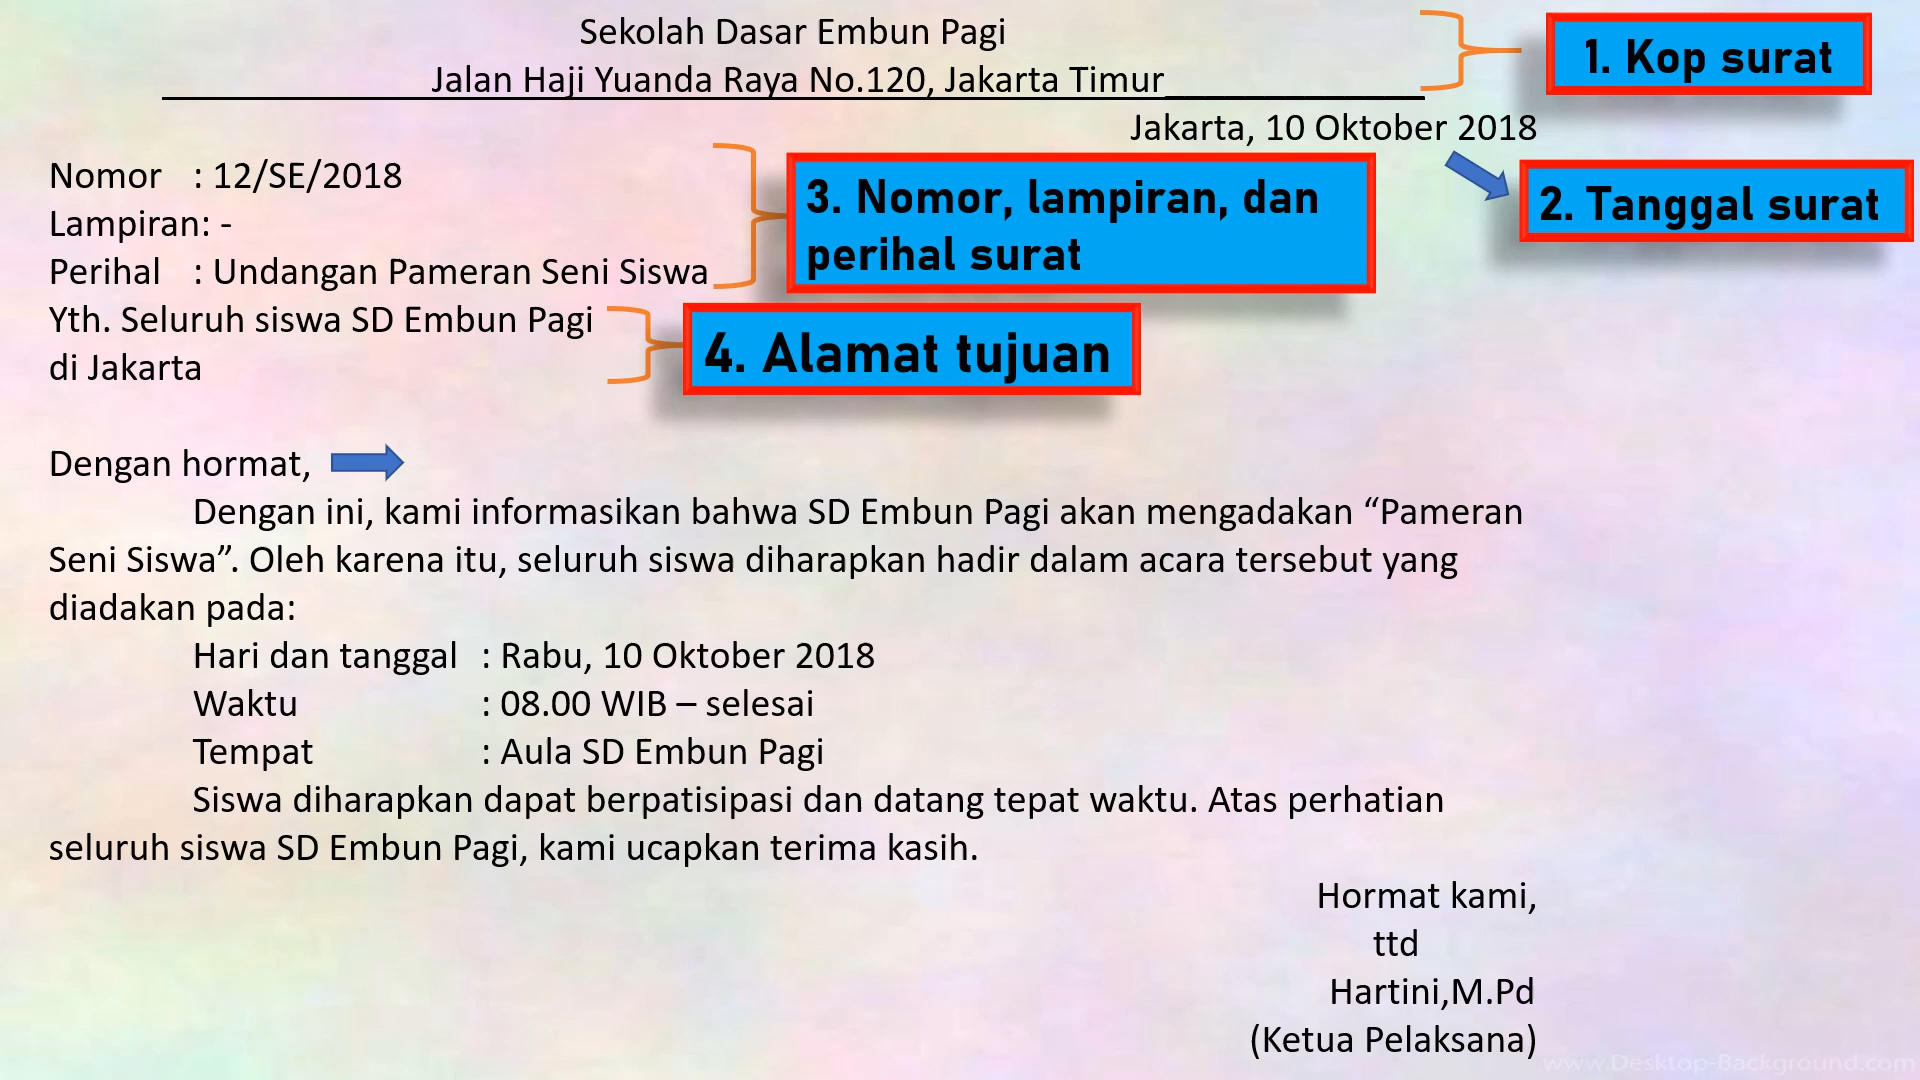 Sekolah Dasar Embun Pagi
Jalan Haji Yuanda Raya No.120, Jakarta Timur
1. Kop surat
Jakarta, 10 Oktober 2018
2. Tanggal surat
Nomor : 12/SE/2018
Lampiran: -
Perihal : Undangan Pameran Seni Siswa
3. Nomor, lampiran, dan
perihal surat
Yth. Seluruh siswa SD Embun Pagi
di Jakarta
4. Alamat tujuan
Dengan hormat,
Dengan ini, kami informasikan bahwa SD Embun Pagi akan mengadakan “Pameran
Seni Siswa”. Oleh karena itu, seluruh siswa diharapkan hadir dalam acara tersebut yang
diadakan pada:
Hari dan tanggal : Rabu, 10 Oktober 2018
Waktu : 08.00 WIB – selesai
Tempat : Aula SD Embun Pagi
Siswa diharapkan dapat berpatisipasi dan datang tepat waktu. Atas perhatian
seluruh siswa SD Embun Pagi, kami ucapkan terima kasih.
Hormat kami,
ttd
Hartini,M.Pd
(Ketua Pelaksana)
www.Desktop-Background.com